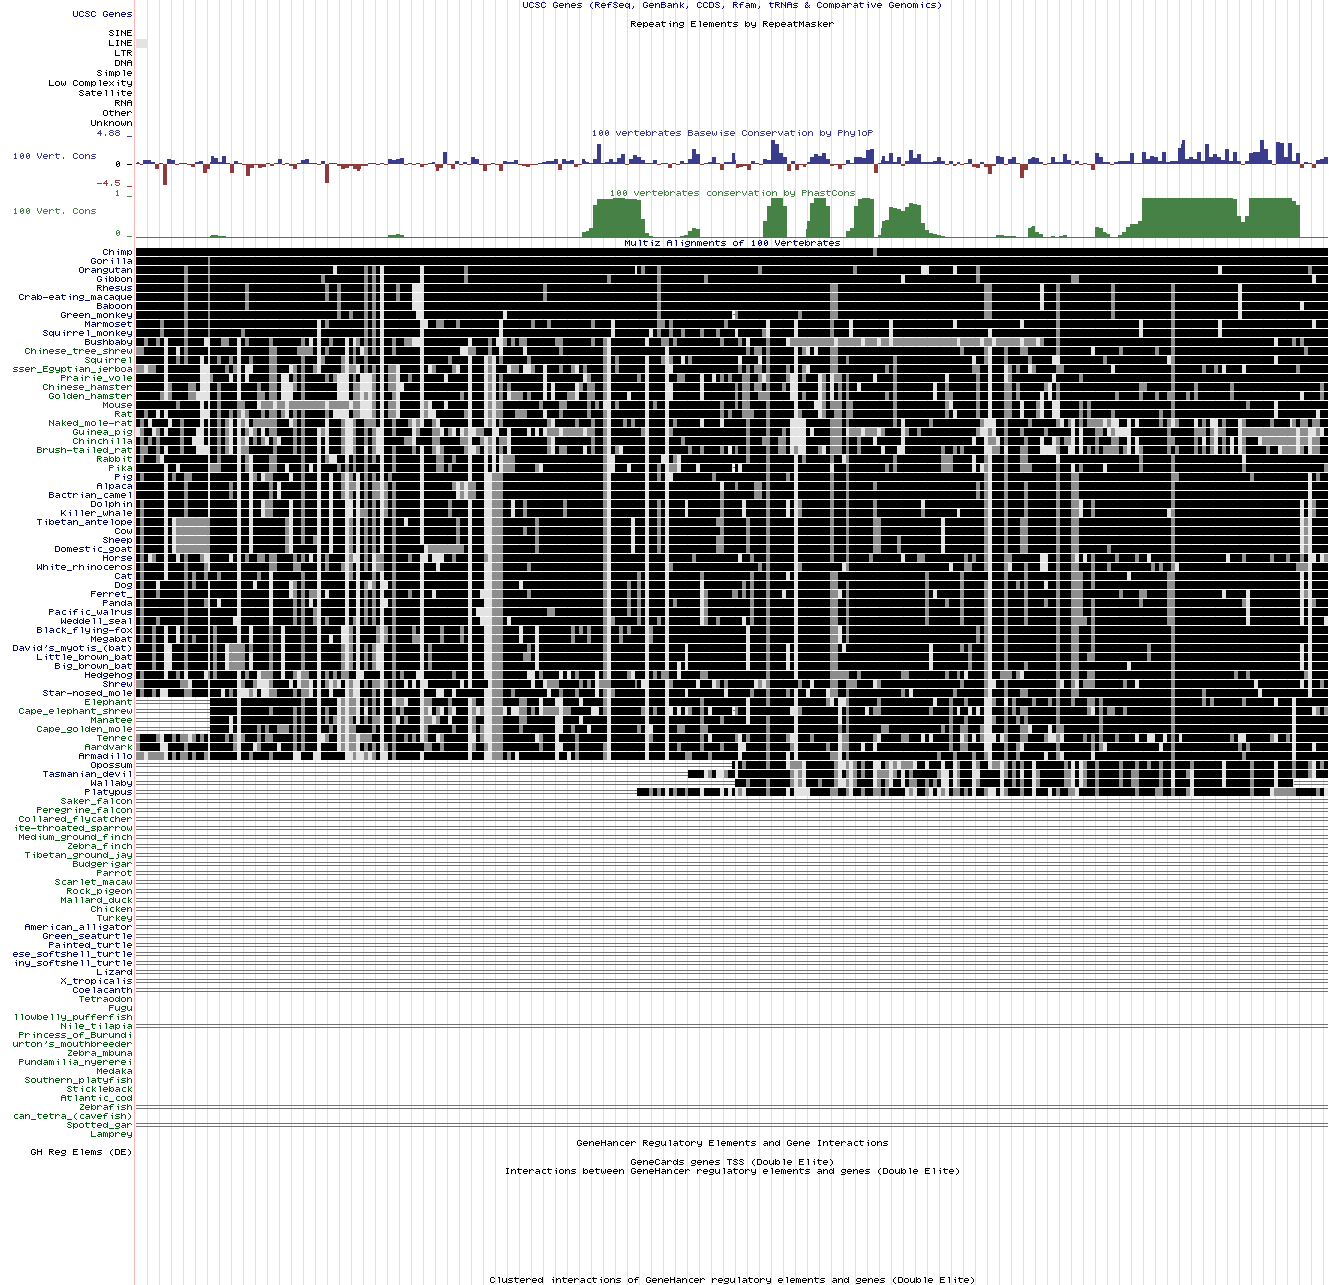 UCSC Genes (RefSeq, GenBank, CCDS, Rfam, tRNAs & Comparative Genomics)
UCSC Genes
Repeating Elements by RepeatMasker
SINE
LINE
LTR
DNA
Simple
Low Complexity
Satellite
RNA
Other
Unknown
4.88 _
100 vertebrates Basewise Conservation by PhyloP
100 Vert. Cons
0 _
-4.5 _
100 vertebrates conservation by PhastCons
1 _
100 Vert. Cons
0 _
Multiz Alignments of 100 Vertebrates
Chimp
Gorilla
Orangutan
Gibbon
Rhesus
Crab-eating_macaque
Baboon
Green_monkey
Marmoset
Squirrel_monkey
Bushbaby
Chinese_tree_shrew
Squirrel
sser_Egyptian_jerboa
Prairie_vole
Chinese_hamster
Golden_hamster
Mouse
Rat
Naked_mole-rat
Guinea_pig
Chinchilla
Brush-tailed_rat
Rabbit
Pika
Pig
Alpaca
Bactrian_camel
Dolphin
Killer_whale
Tibetan_antelope
Cow
Sheep
Domestic_goat
Horse
White_rhinoceros
Cat
Dog
Ferret_
Panda
Pacific_walrus
Weddell_seal
Black_flying-fox
Megabat
David's_myotis_(bat)
Little_brown_bat
Big_brown_bat
Hedgehog
Shrew
Star-nosed_mole
Elephant
Cape_elephant_shrew
Manatee
Cape_golden_mole
Tenrec
Aardvark
Armadillo
Opossum
Tasmanian_devil
Wallaby
Platypus
Saker_falcon
Peregrine_falcon
Collared_flycatcher
ite-throated_sparrow
Medium_ground_finch
Zebra_finch
Tibetan_ground_jay
Budgerigar
Parrot
Scarlet_macaw
Rock_pigeon
Mallard_duck
Chicken
Turkey
American_alligator
Green_seaturtle
Painted_turtle
ese_softshell_turtle
iny_softshell_turtle
Lizard
X_tropicalis
Coelacanth
Tetraodon
Fugu
llowbelly_pufferfish
Nile_tilapia
Princess_of_Burundi
urton's_mouthbreeder
Zebra_mbuna
Pundamilia_nyererei
Medaka
Southern_platyfish
Stickleback
Atlantic_cod
Zebrafish
can_tetra_(cavefish)
Spotted_gar
Lamprey
GeneHancer Regulatory Elements and Gene Interactions
GH Reg Elems (DE)
GeneCards genes TSS (Double Elite)
Interactions between GeneHancer regulatory elements and genes (Double Elite)
Clustered interactions of GeneHancer regulatory elements and genes (Double Elite)